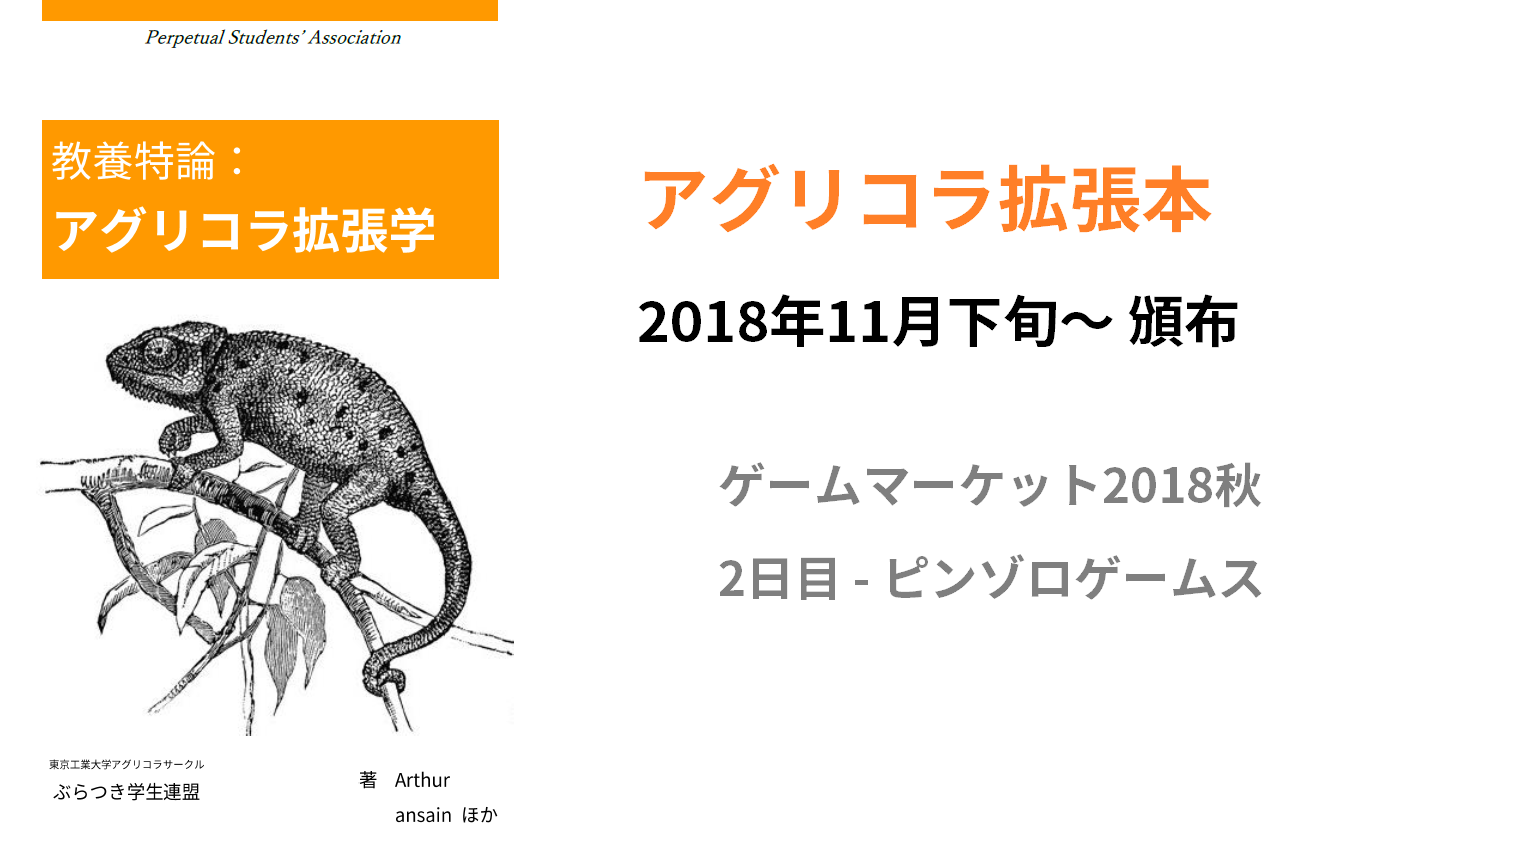 Perpetual Students’ Association
教養特論：
アグリコラ拡張学
東京工業大学アグリコラサークル
ぶらつき学生連盟
著 Arthur
ansain ほか
アグリコラ拡張本
2018年11月下旬～ 頒布
ゲームマーケット2018秋
2日目 - ピンゾロゲームス